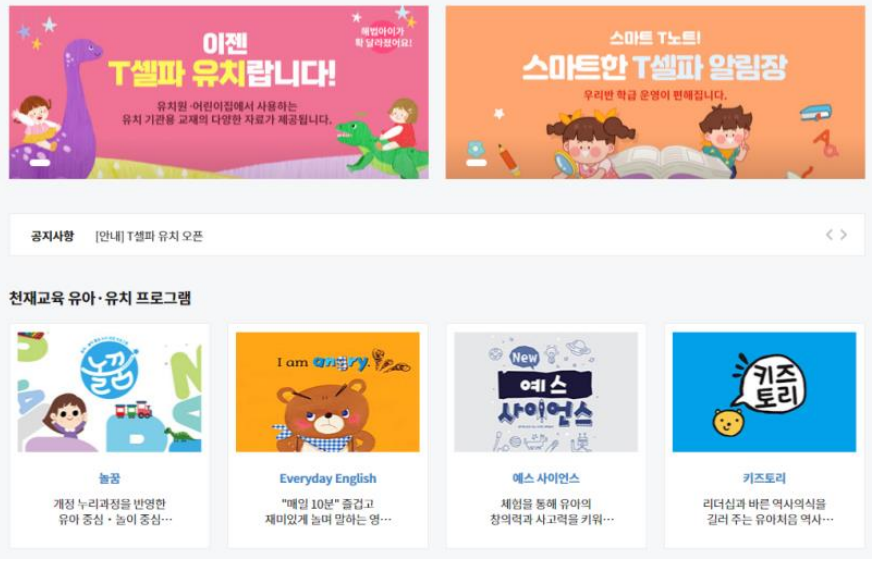 이젠
T셀파 유치랍니다!
해법아이가
확 달라졌어요!
유치원·어린이집에서 사용하는
유치 기관용 교재의 다양한 자료가 제공됩니다.
스마트 T노트!
스마트한 T셀파 알림장
우리반 학급 운영이 편해집니다.
공지사항 [안내] T셀파 유치 오픈
천재교육 유아·유치 프로그램
놀꿈
I am angry.
New
예스
사이언스
키즈
토리
놀꿈
개정 누리과정을 반영한
유아 중심·놀이 중심…
Everyday English
"매일 10분" 즐겁고
재미있게 놀며 말하는 영…
예스 사이언스
체험을 통해 유아의
창의력과 사고력을 키워…
키즈토리
리더십과 바른 역사의식을
길러 주는 유아처음 역사…